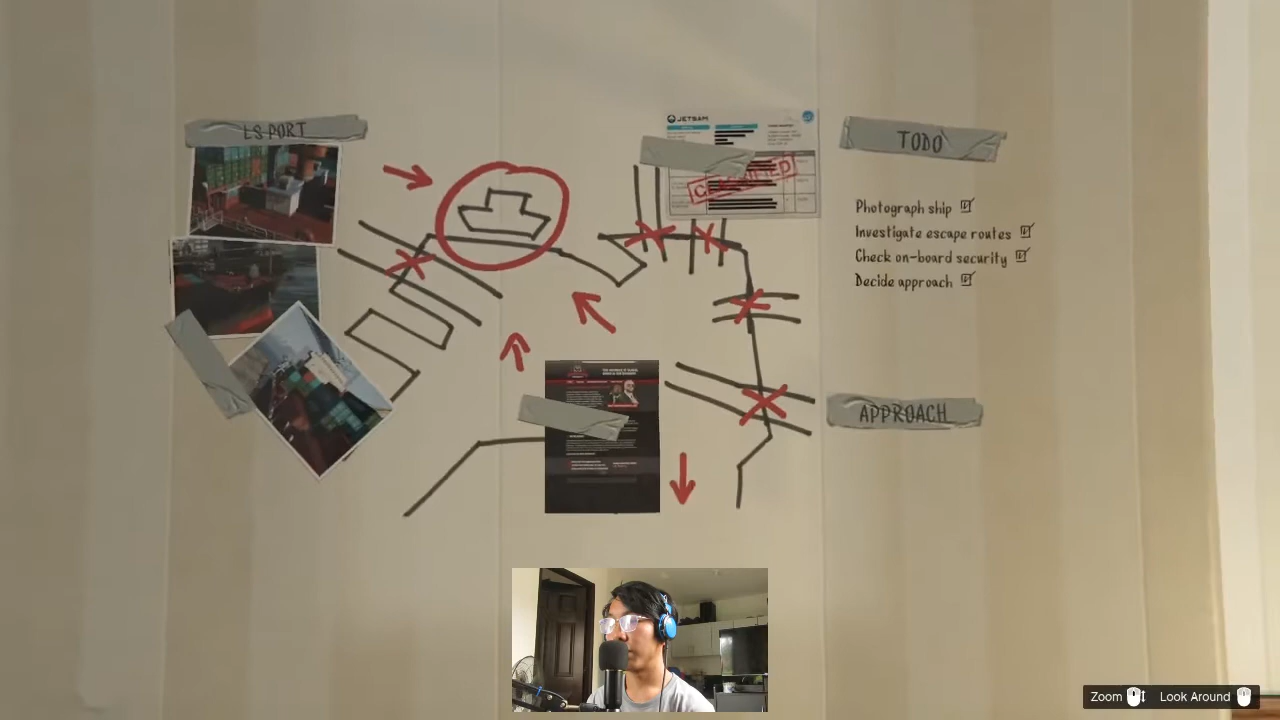 LS PORT
JETSAM
CLASSIFIED
TODO
Photograph ship
Investigate escape routes
Check on-board security
Decide approach
APPROACH
Zoom
Look Around